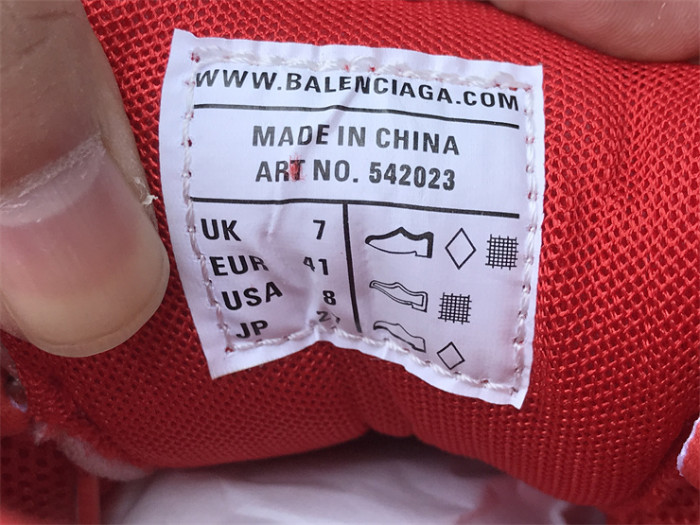 WWW.BALENCIAGA.COM
MADE IN CHINA
ART NO. 542023
UK 7
EUR 41
USA 8
JP